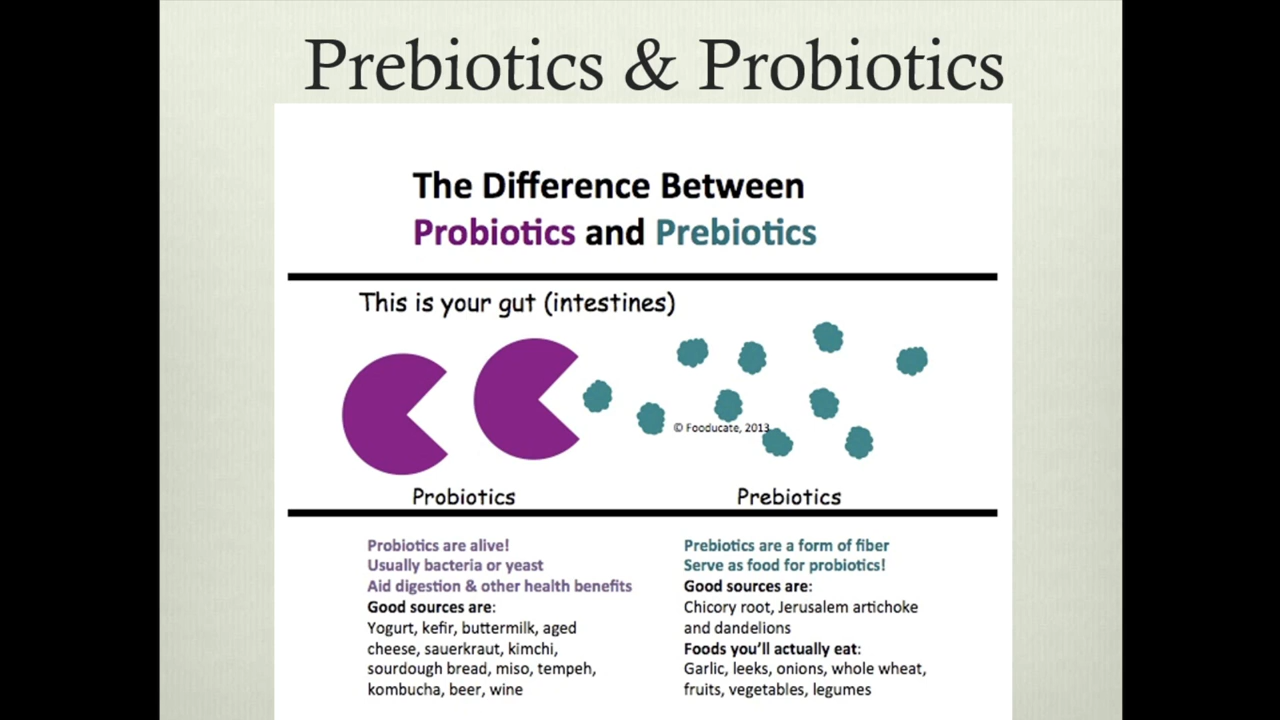 Prebiotics & Probiotics
The Difference Between
Probiotics and Prebiotics
This is your gut (intestines)
© Fooducate, 2013
Probiotics
Prebiotics
Probiotics are alive!
Usually bacteria or yeast
Aid digestion & other health benefits
Good sources are:
Yogurt, kefir, buttermilk, aged
cheese, sauerkraut, kimchi,
sourdough bread, miso, tempeh,
kombucha, beer, wine
Prebiotics are a form of fiber
Serve as food for probiotics!
Good sources are:
Chicory root, Jerusalem artichoke
and dandelions
Foods you'll actually eat:
Garlic, leeks, onions, whole wheat,
fruits, vegetables, legumes